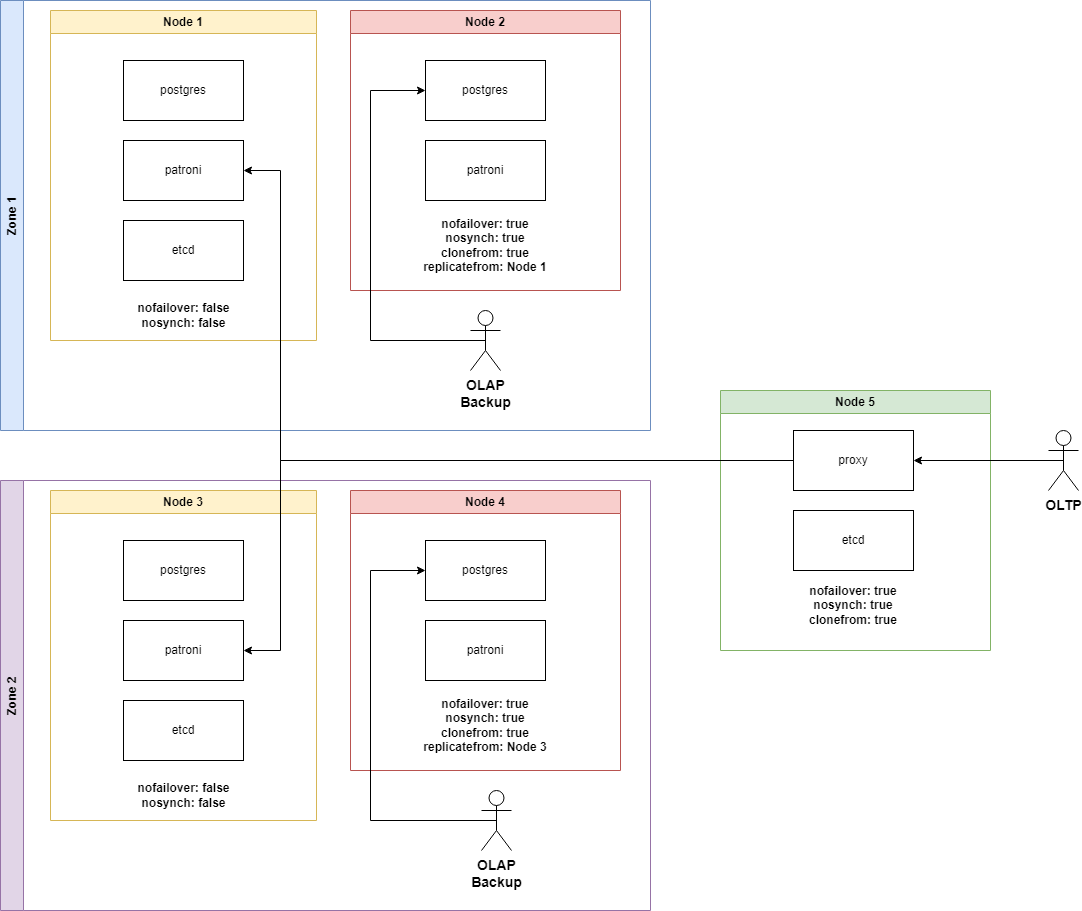 Zone 1
Node 1
postgres
patroni
etcd
nofailover: false
nosynch: false
Node 2
postgres
patroni
nofailover: true
nosynch: true
clonefrom: true
replicatefrom: Node 1
OLAP
Backup
Zone 2
Node 3
postgres
patroni
etcd
nofailover: false
nosynch: false
Node 4
postgres
patroni
nofailover: true
nosynch: true
clonefrom: true
replicatefrom: Node 3
OLAP
Backup
Node 5
proxy
etcd
nofailover: true
nosynch: true
clonefrom: true
OLTP